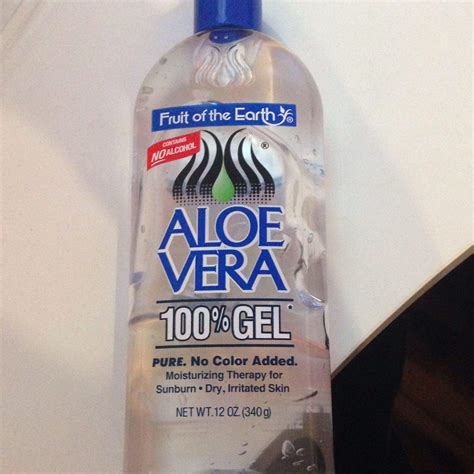 Fruit of the Earth®
CONTAINS
NO ALCOHOL
®
ALOE
VERA
100% GEL*
PURE. No Color Added.
Moisturizing Therapy for
Sunburn • Dry, Irritated Skin
NET WT. 12 OZ. (340g)